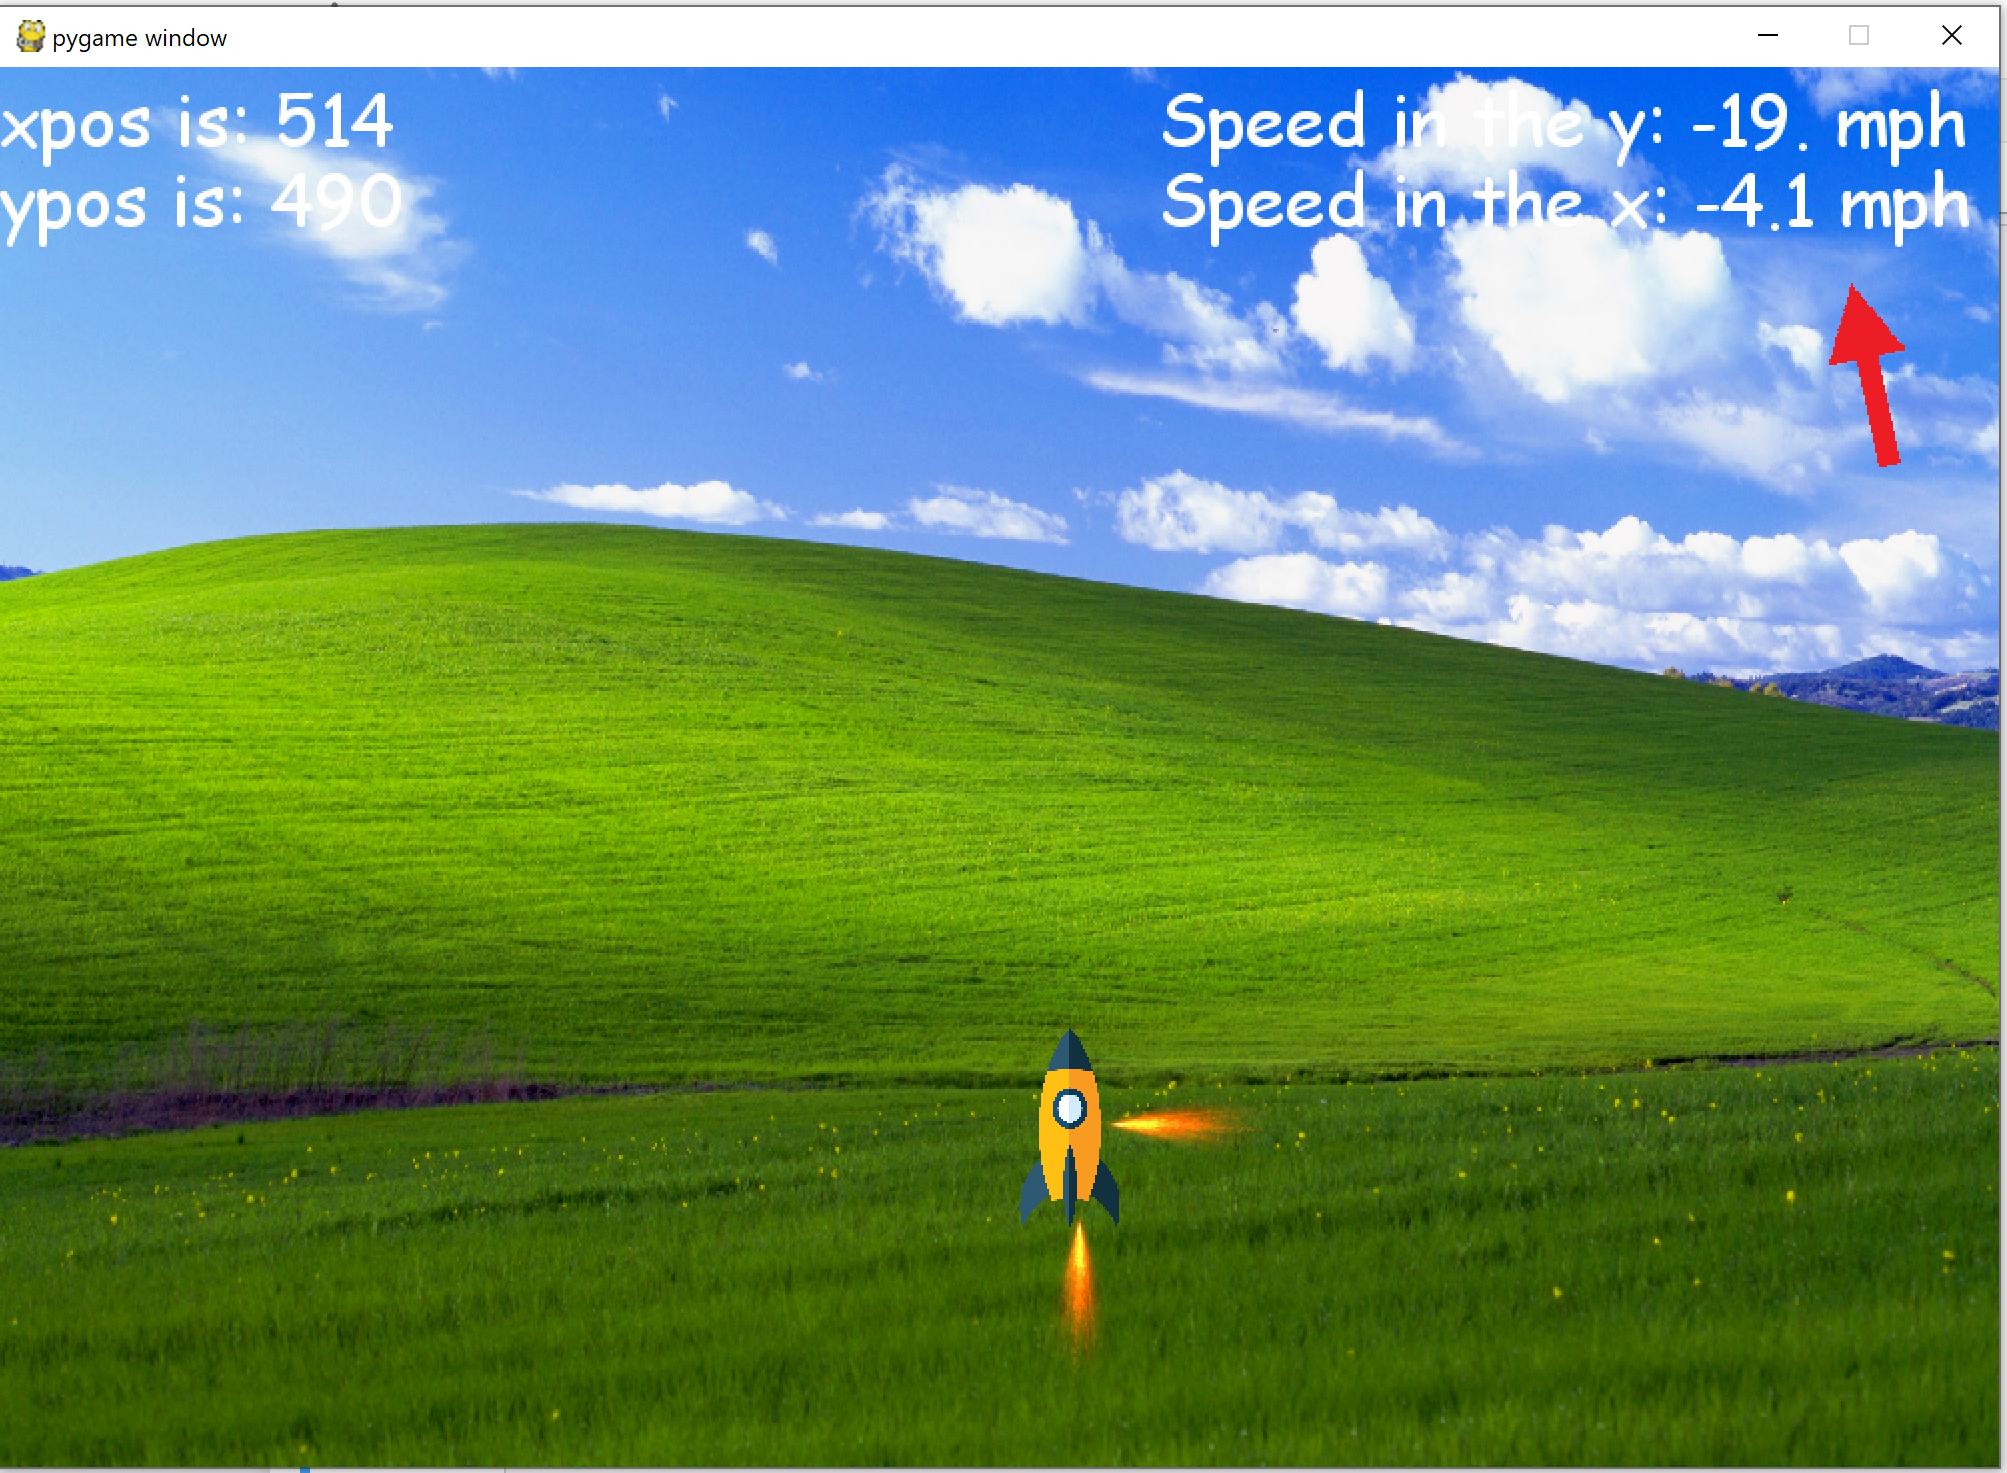 pygame window
xpos is: 514
ypos is: 490
Speed in the y: -19. mph
Speed in the x: -4.1 mph